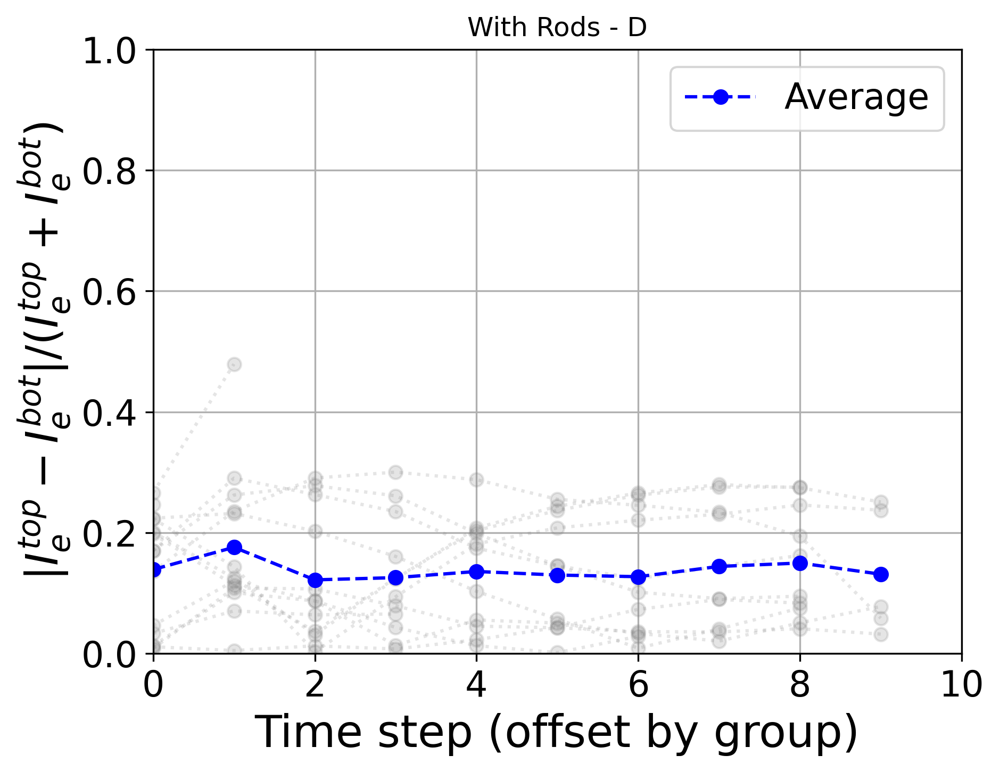 With Rods - D
1.0
0.8
0.6
0.4
0.2
0.0
0 2 4 6 8 10
Average
Time step (offset by group)
|I_e^{top} − I_e^{bot}|/(I_e^{top} + I_e^{bot})